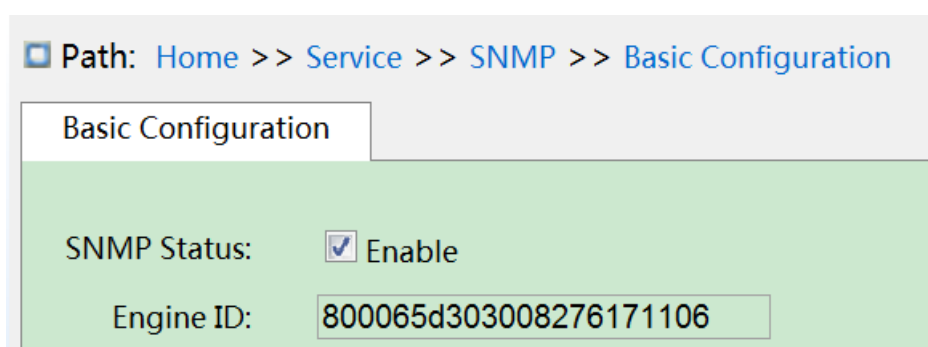 Path: Home >> Service >> SNMP >> Basic Configuration
Basic Configuration
SNMP Status: Enable
Engine ID: 800065d303008276171106